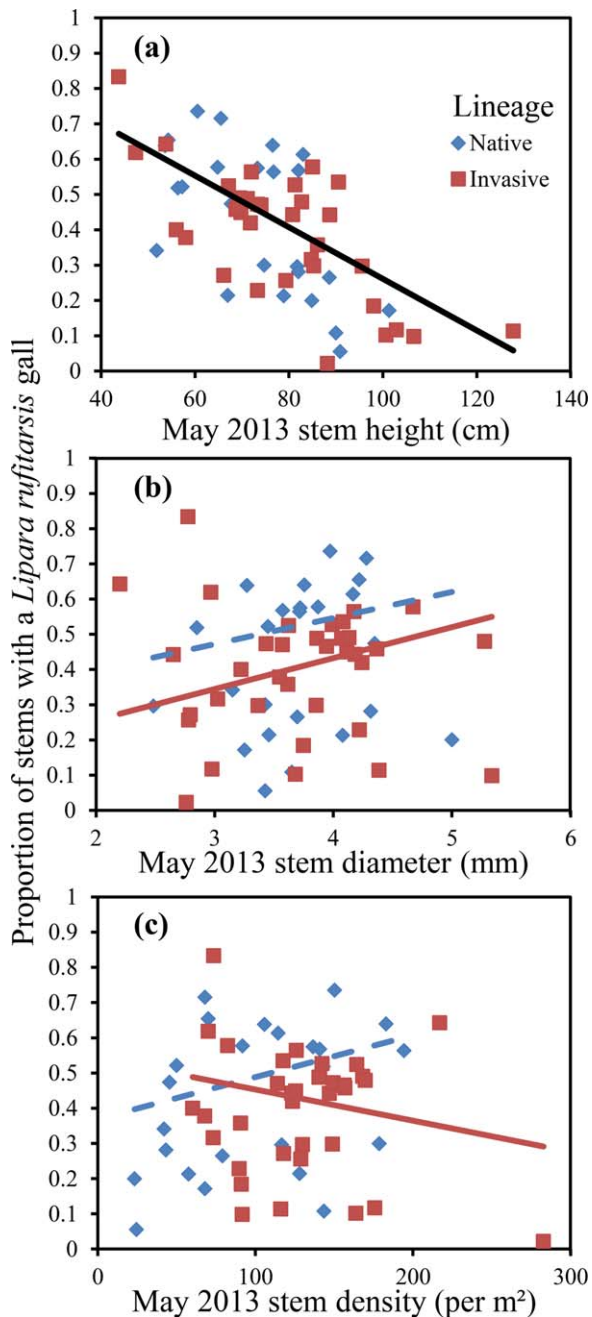 Proportion of stems with a Lipara rufitarsis gall
(a)
1
0.9
0.8
0.7
0.6
0.5
0.4
0.3
0.2
0.1
0
Lineage
Native
Invasive
40 60 80 100 120 140
May 2013 stem height (cm)
(b)
1
0.9
0.8
0.7
0.6
0.5
0.4
0.3
0.2
0.1
0
2 3 4 5 6
May 2013 stem diameter (mm)
(c)
1
0.9
0.8
0.7
0.6
0.5
0.4
0.3
0.2
0.1
0
0 100 200 300
May 2013 stem density (per m²)